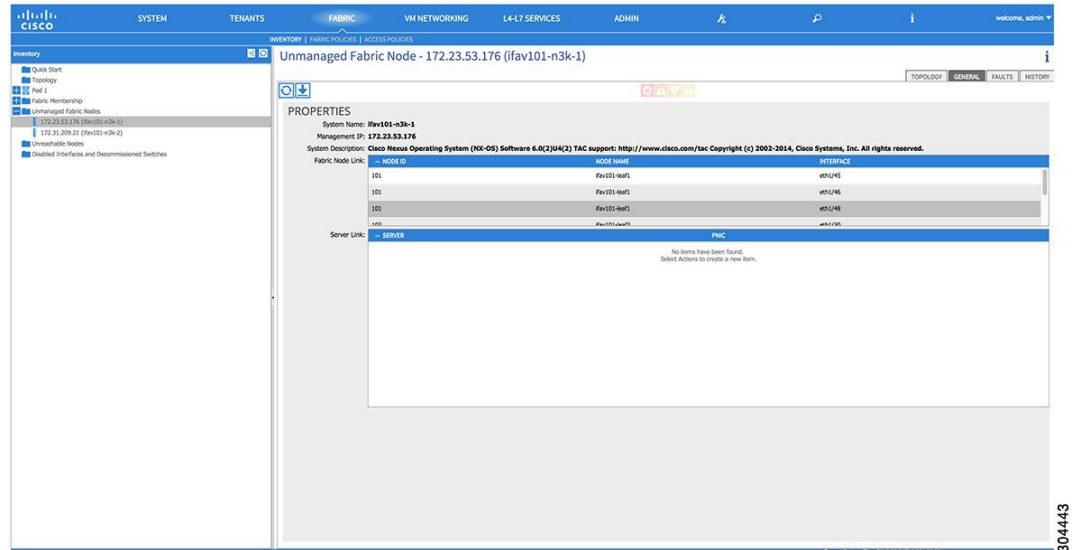 CISCO
SYSTEM
TENANTS
FABRIC
VM NETWORKING
L4-L7 SERVICES
ADMIN
i
welcome, admin
INVENTORY | FABRIC POLICIES | ACCESS POLICIES
Inventory
Quick Start
Topology
Pod 1
Fabric Membership
Unmanaged Fabric Nodes
172.23.53.176 (ifav101-n3k-1)
172.31.209.21 (ifav101-n3k-2)
Unreachable Nodes
Disabled Interfaces and Decommissioned Switches
Unmanaged Fabric Node - 172.23.53.176 (ifav101-n3k-1)
i
TOPOLOGY GENERAL FAULTS HISTORY
PROPERTIES
System Name: ifav101-n3k-1
Management IP: 172.23.53.176
System Description: Cisco Nexus Operating System (NX-OS) Software 6.0(2)U4(2) TAC support: http://www.cisco.com/tac Copyright (c) 2002-2014, Cisco Systems, Inc. All rights reserved.
Fabric Node Link: NODE ID NODE NAME INTERFACE
101 ifav101-leaf1 eth1/45
101 ifav101-leaf1 eth1/46
101 ifav101-leaf1 eth1/48
Server Link: SERVER PNIC
No items have been found.
Select Actions to create a new item.
304443